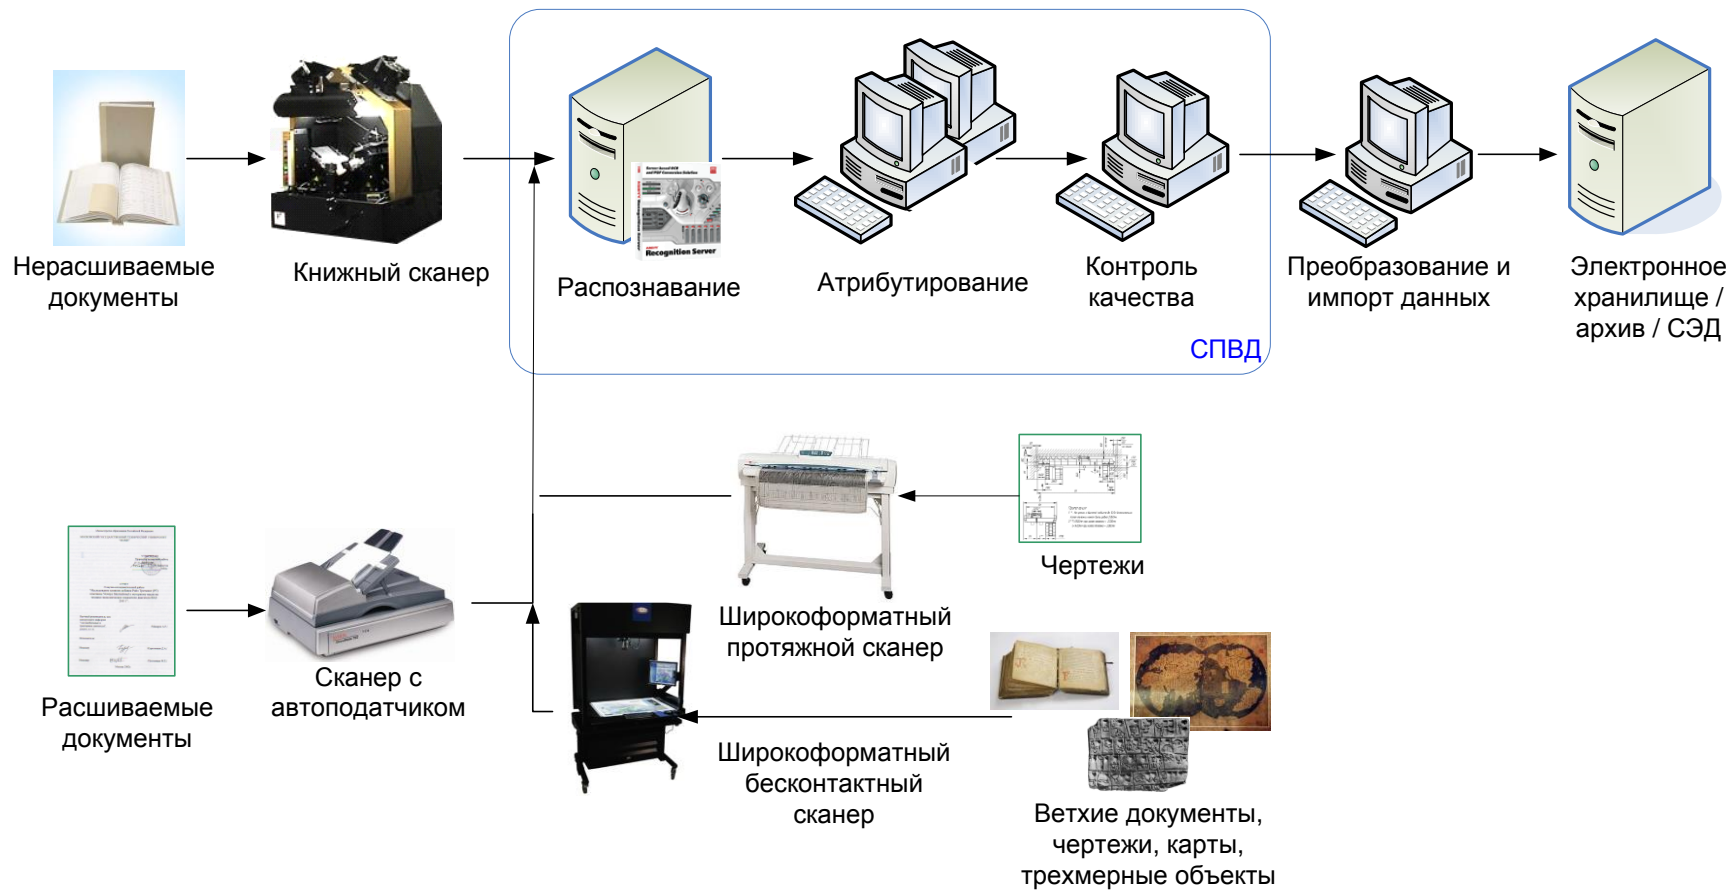 Нерасшиваемые
документы
Книжный сканер
Recognition Server
Распознавание
Атрибутирование
Контроль
качества
СПВД
Преобразование и
импорт данных
Электронное
хранилище /
архив / СЭД
Чертежи
Широкоформатный
протяжной сканер
Расшиваемые
документы
Сканер с
автоподатчиком
Широкоформатный
бесконтактный
сканер
Ветхие документы,
чертежи, карты,
трехмерные объекты